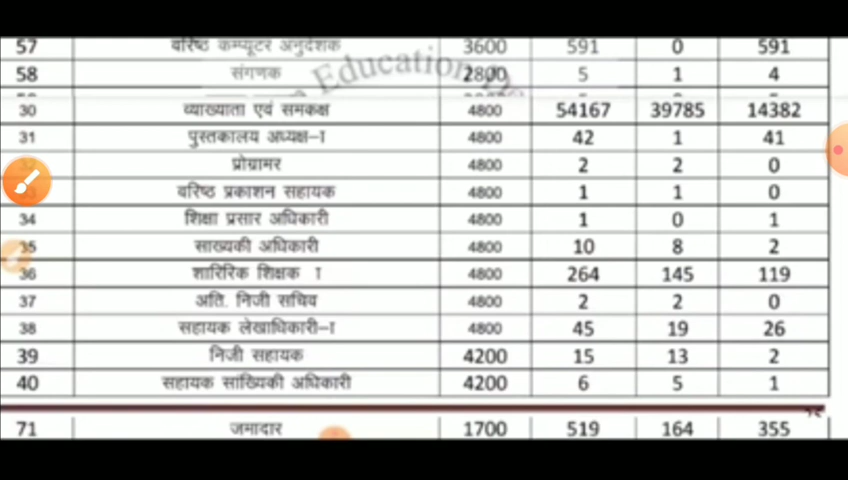 57 वरिष्ठ कम्प्यूटर अनुदेशक 3600 591 0 591
58 संगणक 2800 5 1 4
Education De
30 व्याख्याता एवं समकक्ष 4800 54167 39785 14382
31 पुस्तकालय अध्यक्ष-I 4800 42 1 41
प्रोग्रामर 4800 2 2 0
वरिष्ठ प्रकाशन सहायक 4800 1 1 0
34 शिक्षा प्रसार अधिकारी 4800 1 0 1
35 साख्यकी अधिकारी 4800 10 8 2
36 शारिरिक शिक्षक I 4800 264 145 119
37 अति. निजी सचिव 4800 2 2 0
38 सहायक लेखाधिकारी-I 4800 45 19 26
39 निजी सहायक 4200 15 13 2
40 सहायक सांख्यिकी अधिकारी 4200 6 5 1
71 जमादार 1700 519 164 355